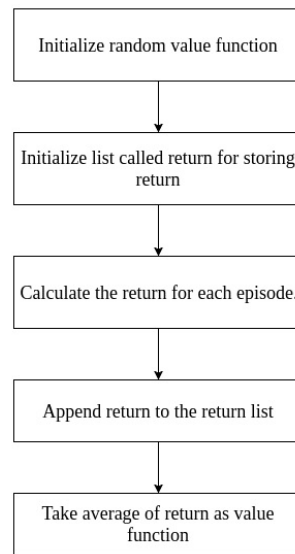 Initialize random value function
Initialize list called return for storing
return
Calculate the return for each episode.
Append return to the return list
Take average of return as value
function